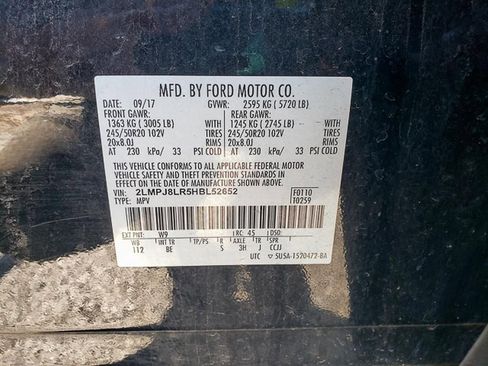 MFD. BY FORD MOTOR CO.
DATE: 09/17 GVWR: 2595 KG ( 5720 LB)
FRONT GAWR: REAR GAWR:
1363 KG ( 3005 LB) WITH 1245 KG ( 2745 LB) WITH
245/50R20 102V TIRES 245/50R20 102V TIRES
20x8.0J RIMS 20x8.0J RIMS
AT 230 kPa/ 33 PSI COLD AT 230 kPa/ 33 PSI COLD
THIS VEHICLE CONFORMS TO ALL APPLICABLE FEDERAL MOTOR
VEHICLE SAFETY AND THEFT PREVENTION STANDARDS IN EFFECT ON THE
DATE OF MANUFACTURE SHOWN ABOVE.
VIN: 2LMPJ8LR5HBL52652 F0110
TYPE: MPV T0259
EXT PNT: W9 RC: 45 DSO:
WB INT TR TP/PS R AXLE TR SPR
112 BE S 3H J CCJJ
UTC 5U5A-1520472-BA